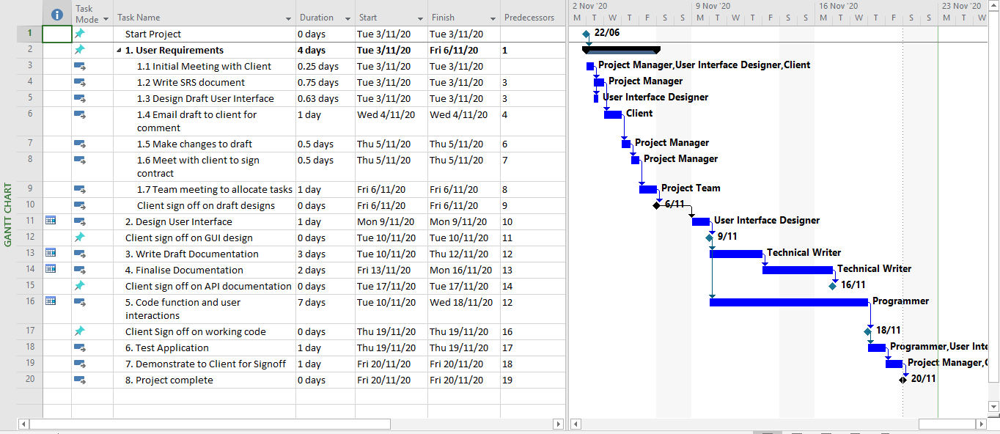 Task Mode Task Name Duration Start Finish Predecessors
2 Nov '20 9 Nov '20 16 Nov '20 23 Nov '20
M T W T F S S M T W T F S S M T W T F S S M T W
GANTT CHART
1 Start Project 0 days Tue 3/11/20 Tue 3/11/20 22/06
2 1. User Requirements 4 days Tue 3/11/20 Fri 6/11/20 1
3 1.1 Initial Meeting with Client 0.25 days Tue 3/11/20 Tue 3/11/20 Project Manager,User Interface Designer,Client
4 1.2 Write SRS document 0.75 days Tue 3/11/20 Tue 3/11/20 3 Project Manager
5 1.3 Design Draft User Interface 0.63 days Tue 3/11/20 Tue 3/11/20 3 User Interface Designer
6 1.4 Email draft to client for 1 day Wed 4/11/20 Wed 4/11/20 4 Client
comment
7 1.5 Make changes to draft 0.5 days Thu 5/11/20 Thu 5/11/20 6 Project Manager
8 1.6 Meet with client to sign 0.5 days Thu 5/11/20 Thu 5/11/20 7 Project Manager
contract
9 1.7 Team meeting to allocate tasks 1 day Fri 6/11/20 Fri 6/11/20 8 Project Team
10 Client sign off on draft designs 0 days Fri 6/11/20 Fri 6/11/20 9 6/11
11 2. Design User Interface 1 day Mon 9/11/20 Mon 9/11/20 10 User Interface Designer
12 Client sign off on GUI design 0 days Tue 10/11/20 Tue 10/11/20 11 9/11
13 3. Write Draft Documentation 3 days Tue 10/11/20 Thu 12/11/20 12 Technical Writer
14 4. Finalise Documentation 2 days Fri 13/11/20 Mon 16/11/20 13 Technical Writer
15 Client sign off on API documentation 0 days Tue 17/11/20 Tue 17/11/20 14 16/11
16 5. Code function and user 7 days Tue 10/11/20 Wed 18/11/20 12 Programmer
interactions
17 Client Sign off on working code 0 days Thu 19/11/20 Thu 19/11/20 16 18/11
18 6. Test Application 1 day Thu 19/11/20 Thu 19/11/20 17 Programmer,User Inte
19 7. Demonstrate to Client for Signoff 1 day Fri 20/11/20 Fri 20/11/20 18 Project Manager,C
20 8. Project complete 0 days Fri 20/11/20 Fri 20/11/20 19 20/11